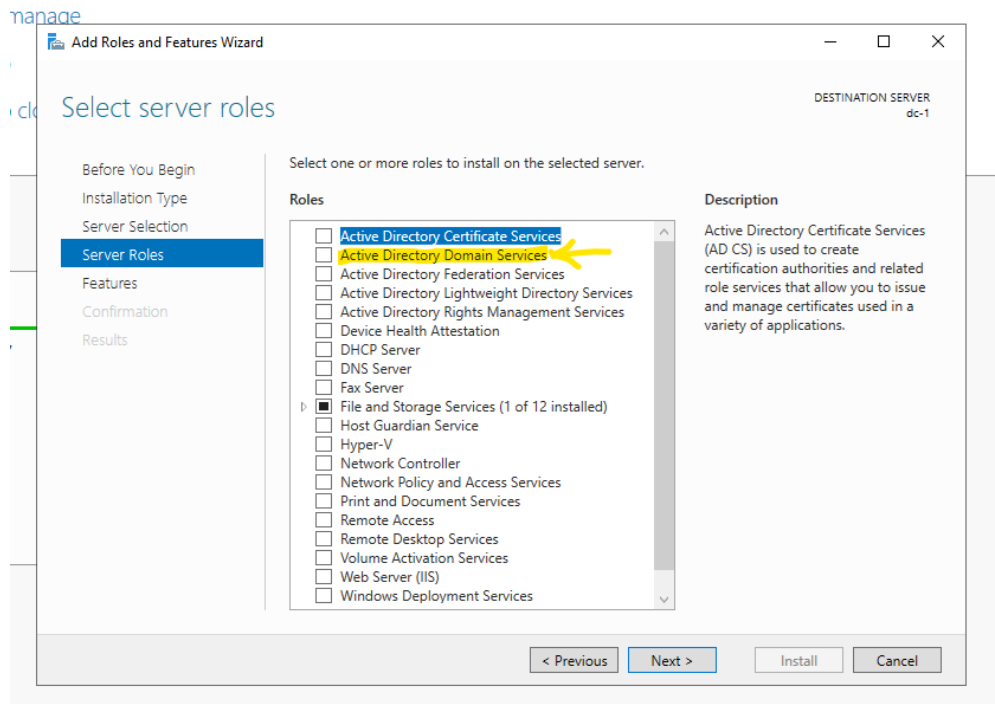 manage
Add Roles and Features Wizard
clo
Select server roles
DESTINATION SERVER
dc-1
Before You Begin
Installation Type
Server Selection
Server Roles
Features
Confirmation
Results
Select one or more roles to install on the selected server.
Roles
Active Directory Certificate Services
Active Directory Domain Services
Active Directory Federation Services
Active Directory Lightweight Directory Services
Active Directory Rights Management Services
Device Health Attestation
DHCP Server
DNS Server
Fax Server
File and Storage Services (1 of 12 installed)
Host Guardian Service
Hyper-V
Network Controller
Network Policy and Access Services
Print and Document Services
Remote Access
Remote Desktop Services
Volume Activation Services
Web Server (IIS)
Windows Deployment Services
Description
Active Directory Certificate Services
(AD CS) is used to create
certification authorities and related
role services that allow you to issue
and manage certificates used in a
variety of applications.
< Previous
Next >
Install
Cancel